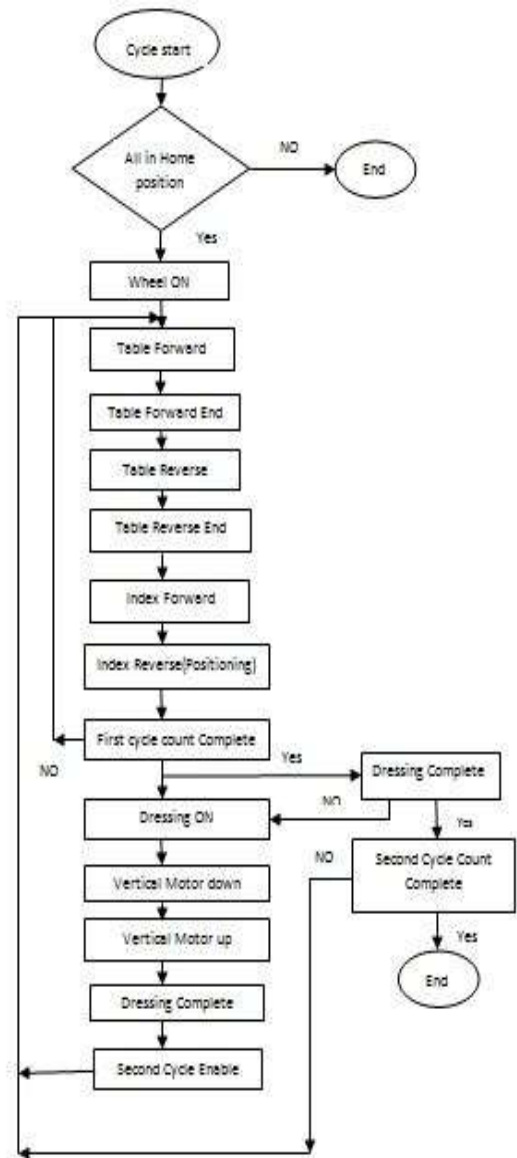 Cycle start
All in Home
position
NO
End
Yes
Wheel ON
Table Forward
Table Forward End
Table Reverse
Table Reverse End
Index Forward
Index Reverse(Positioning)
First cycle count Complete
NO
Yes
Dressing Complete
NO
Yes
Dressing ON
NO
Second Cycle Count
Complete
Vertical Motor down
Yes
Vertical Motor up
End
Dressing Complete
Second Cycle Enable